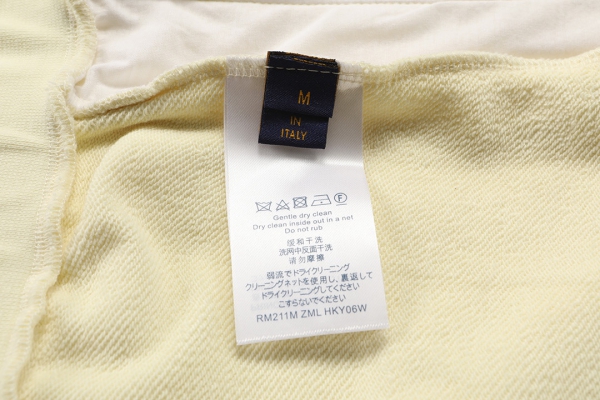 M
IN
ITALY
Gentle dry clean
Dry clean inside out in a net
Do not rub
缓和干洗
洗网中反面干洗
请勿摩擦
弱流でドライクリーニング
クリーニングネットを使用し、裏返して
ドライクリーニングしてください
こすらないでください
RM211M ZML HKY06W